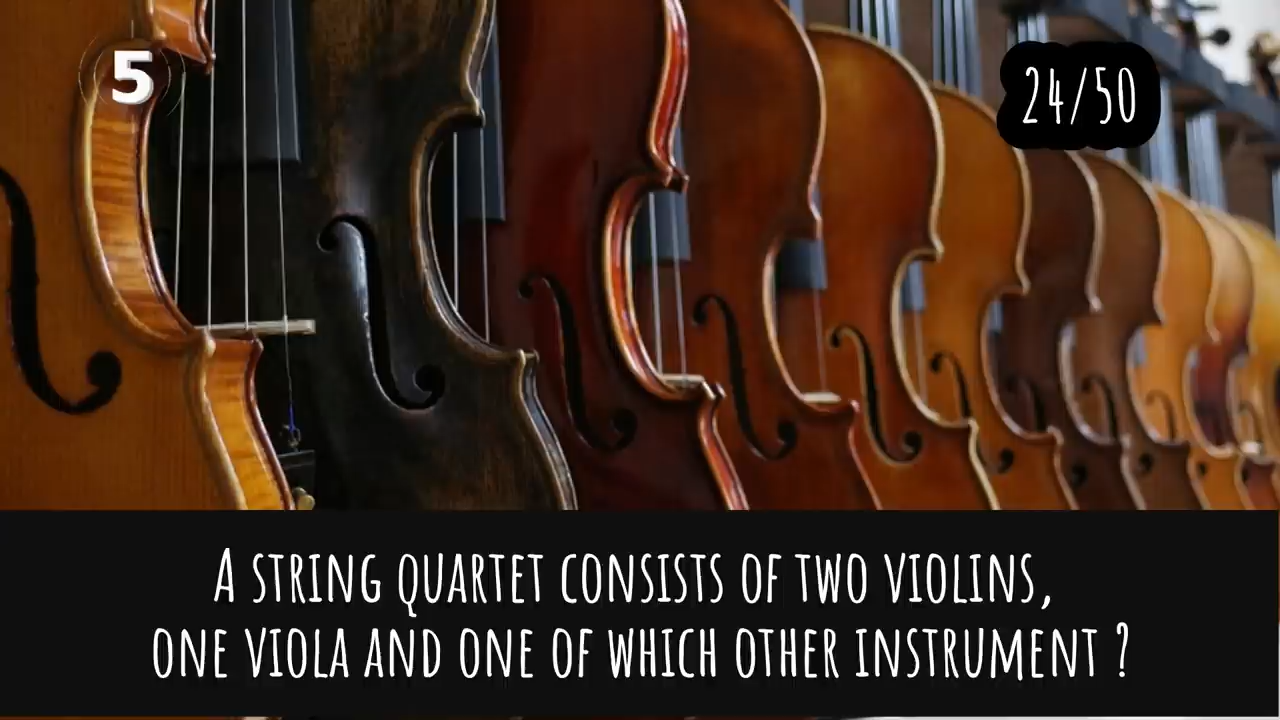 5
24/50
A STRING QUARTET CONSISTS OF TWO VIOLINS,
ONE VIOLA AND ONE OF WHICH OTHER INSTRUMENT ?